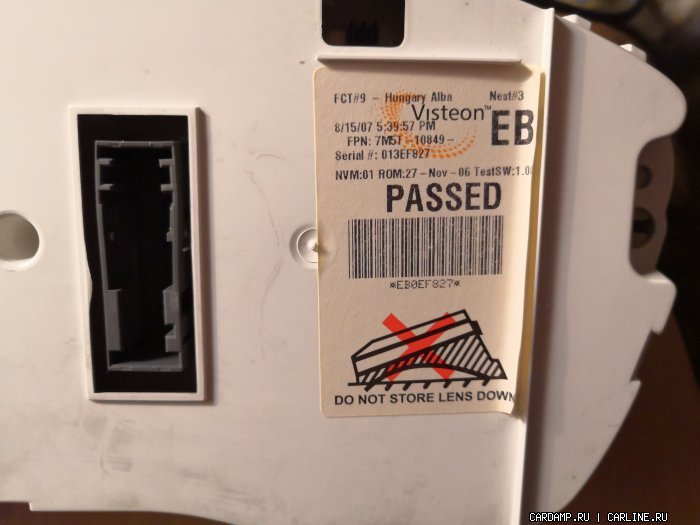 FCT#9 - Hungary Alba Nest#3
Visteon™
8/15/07 5:39:57 PM EB
FPN: 7M5T -10849-
Serial #: 013EF827
NVM:01 ROM:27-Nov-06 TestSW:1.0
PASSED
*EB0EF827*
DO NOT STORE LENS DOWN
CARDAMP.RU | CARLINE.RU